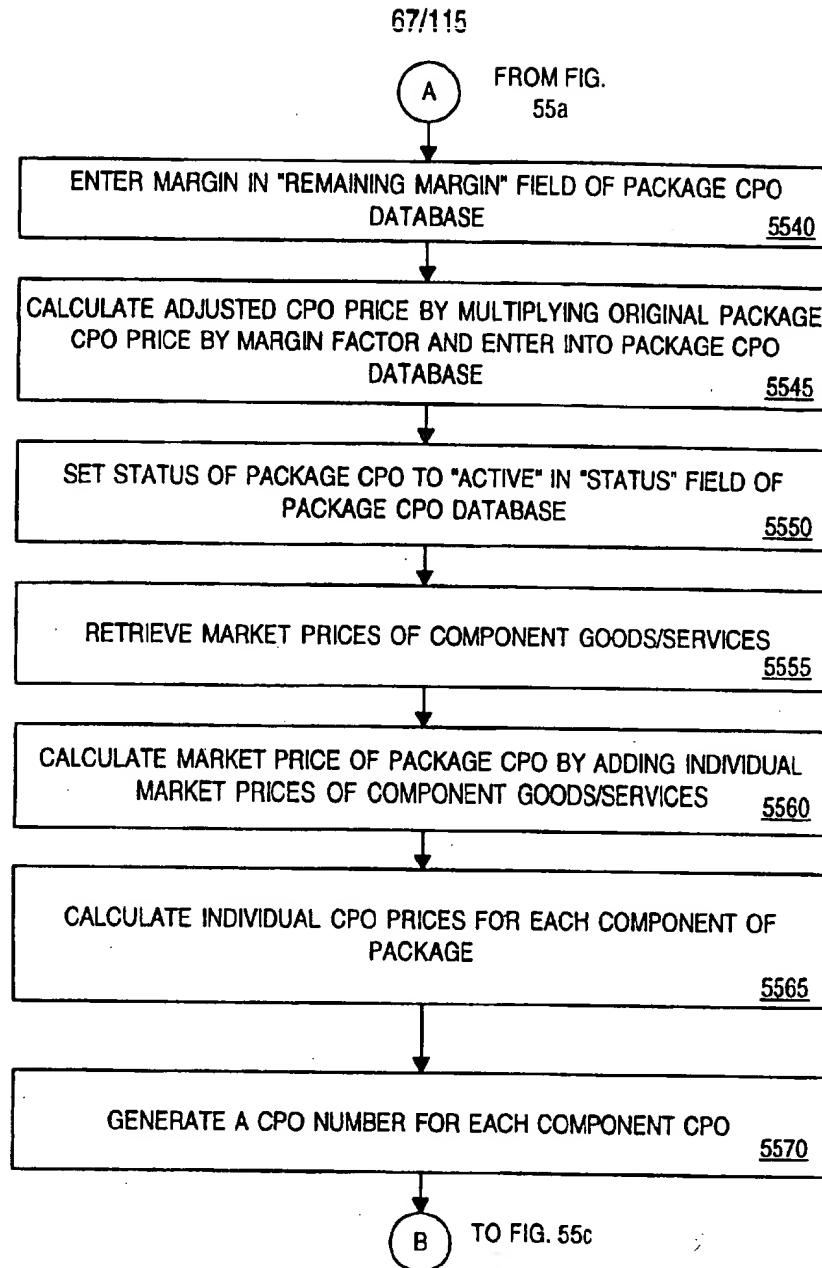 67/115
A
FROM FIG.
55a
ENTER MARGIN IN "REMAINING MARGIN" FIELD OF PACKAGE CPO
DATABASE
5540
CALCULATE ADJUSTED CPO PRICE BY MULTIPLYING ORIGINAL PACKAGE
CPO PRICE BY MARGIN FACTOR AND ENTER INTO PACKAGE CPO
DATABASE
5545
SET STATUS OF PACKAGE CPO TO "ACTIVE" IN "STATUS" FIELD OF
PACKAGE CPO DATABASE
5550
RETRIEVE MARKET PRICES OF COMPONENT GOODS/SERVICES
5555
CALCULATE MARKET PRICE OF PACKAGE CPO BY ADDING INDIVIDUAL
MARKET PRICES OF COMPONENT GOODS/SERVICES
5560
CALCULATE INDIVIDUAL CPO PRICES FOR EACH COMPONENT OF
PACKAGE
5565
GENERATE A CPO NUMBER FOR EACH COMPONENT CPO
5570
B
TO FIG. 55c